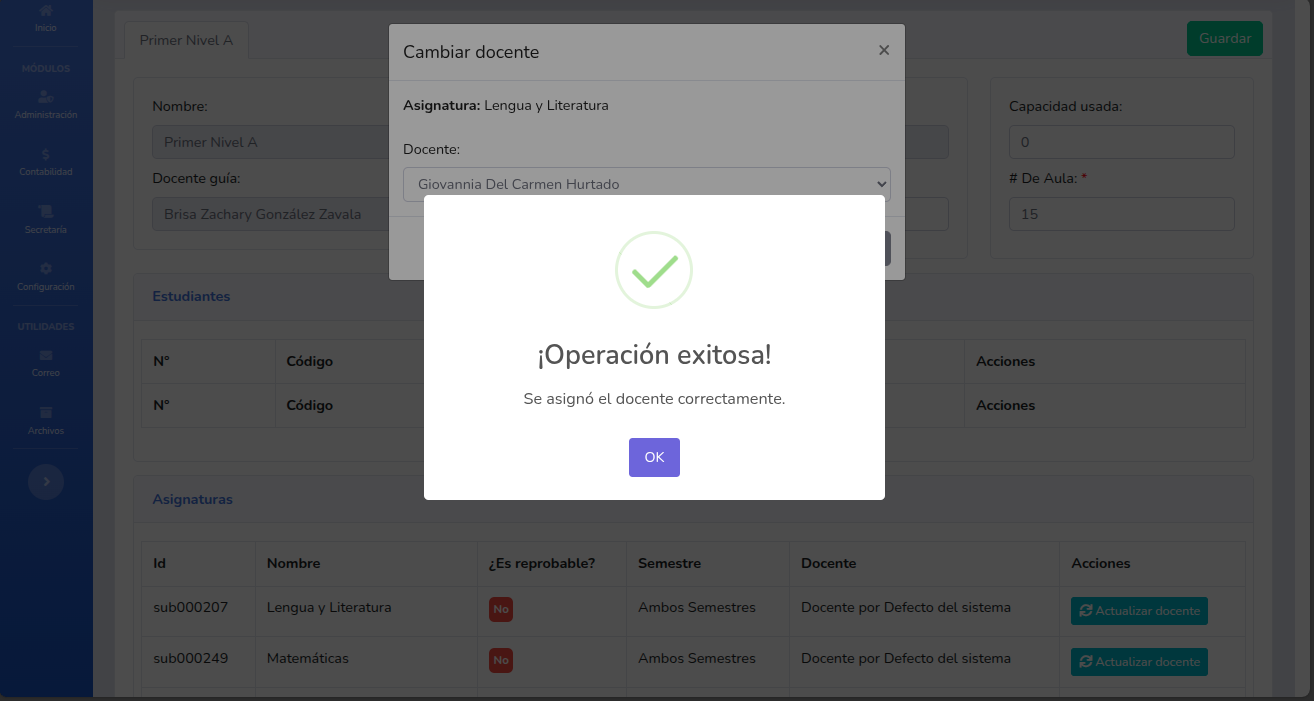 Inicio
MÓDULOS
Administración
Contabilidad
Secretaría
Configuración
UTILIDADES
Correo
Archivos
Primer Nivel A
Guardar
Nombre:
Primer Nivel A
Docente guía:
Brisa Zachary González Zavala
Capacidad usada:
0
# De Aula: *
15
Cambiar docente
×
Asignatura: Lengua y Literatura
Docente:
Giovannia Del Carmen Hurtado
¡Operación exitosa!
Se asignó el docente correctamente.
OK
Estudiantes
N° Código Acciones
N° Código Acciones
Asignaturas
Id Nombre ¿Es reprobable? Semestre Docente Acciones
sub000207 Lengua y Literatura No Ambos Semestres Docente por Defecto del sistema Actualizar docente
sub000249 Matemáticas No Ambos Semestres Docente por Defecto del sistema Actualizar docente